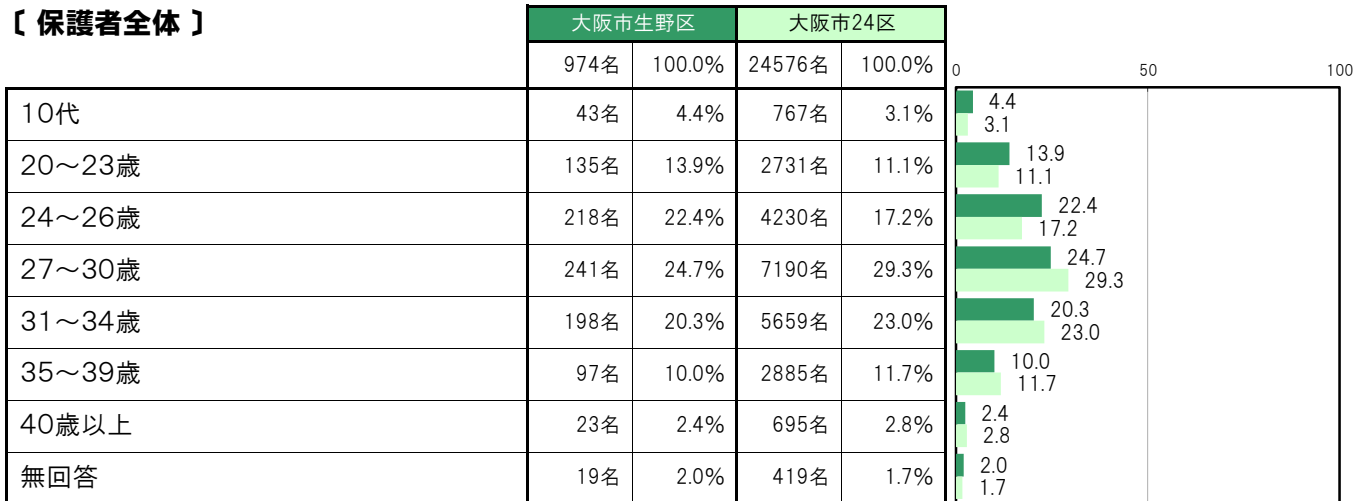 〔 保護者全体 〕
大阪市生野区 大阪市24区
974名 100.0% 24576名 100.0%
0 50 100
10代 43名 4.4% 767名 3.1% 4.4
3.1
20～23歳 135名 13.9% 2731名 11.1% 13.9
11.1
24～26歳 218名 22.4% 4230名 17.2% 22.4
17.2
27～30歳 241名 24.7% 7190名 29.3% 24.7
29.3
31～34歳 198名 20.3% 5659名 23.0% 20.3
23.0
35～39歳 97名 10.0% 2885名 11.7% 10.0
11.7
40歳以上 23名 2.4% 695名 2.8% 2.4
2.8
無回答 19名 2.0% 419名 1.7% 2.0
1.7